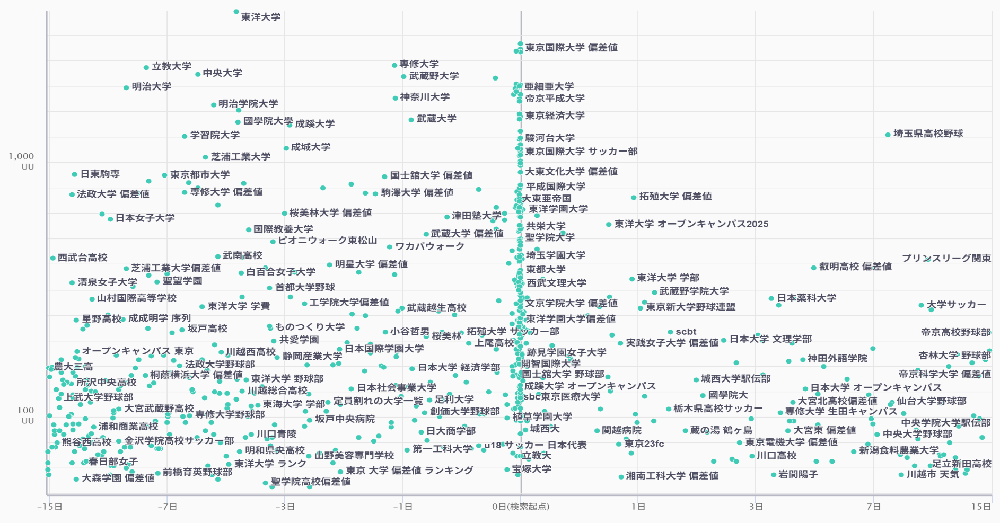 東洋大学
東京国際大学 偏差値
立教大学
専修大学
中央大学
武蔵野大学
明治大学
亜細亜大学
神奈川大学
帝京平成大学
明治学院大学
東京経済大学
武蔵大学
國學院大學
成蹊大学
学習院大学
埼玉県高校野球
駿河台大学
成城大学
東京国際大学 サッカー部
芝浦工業大学
1,000
UU
大東文化大学 偏差値
日東駒専
東京都市大学
国士舘大学 偏差値
平成国際大学
専修大学 偏差値
駒澤大学 偏差値
法政大学 偏差値
拓殖大学 偏差値
大東亜帝国
東洋学園大学
桜美林大学 偏差値
津田塾大学
日本女子大学
東洋大学 オープンキャンパス2025
共栄大学
国際教養大学
武蔵大学 偏差値
聖学院大学
ピオニウォーク東松山
ワカバウォーク
武南高校
埼玉学園大学
西武台高校
プリンスリーグ関東
明星大学 偏差値
叡明高校 偏差値
芝浦工業大学偏差値
東都大学
白百合女子大学
東洋大学 学部
聖望学園
清泉女子大学
西武文理大学
首都大学野球
武蔵野学院大学
山村国際高等学校
日本薬科大学
工学院大学偏差値
文京学院大学 偏差値
大学サッカー
東洋大学 学費
武蔵越生高校
東京新大学野球連盟
星野高校
成成明学 序列
東洋学園大学偏差値
ものつくり大学
坂戸高校
小谷哲男
拓殖大学 サッカー部
scbt
帝京高校野球部
桜美林
共愛学園
日本大学 文理学部
上尾高校
実践女子大学 偏差値
オープンキャンパス 東京
川越西高校
日本国際学園大学
跡見学園女子大学
静岡産業大学
神田外語学院
杏林大学 野球部
農大三高
法政大学野球部
開智国際大学
日本大学 経済学部
桐蔭横浜大学 偏差値
国士舘大学 野球部
帝京科学大学 偏差値
東洋大学 野球部
城西大学駅伝部
所沢中央高校
日本社会事業大学
成蹊大学 オープンキャンパス
日本大学 オープンキャンパス
川越総合高校
國學院大
上武大学野球部
sbc東京医療大学
定員割れの大学一覧
足利大学
大宮北高校偏差値
仙台大学野球部
東海大学 学部
大宮武蔵野高校
栃木県高校サッカー
100
UU
専修大学野球部
創価大学野球部
専修大学 生田キャンパス
植草学園大学
坂戸中央病院
中央学院大学駅伝部
浦和商業高校
城西大
日大商学部
関越病院
蔵の湯 鶴ヶ島
大宮東 偏差値
川口青陵
中央大学野球部
熊谷西高校
金沢学院高校サッカー部
u18 サッカー 日本代表
東京23fc
東京電機大学 偏差値
明和県央高校
第一工科大学
新潟食料農業大学
山野美容専門学校
立教大
川口高校
春日部女子
東洋大学 ランク
足立新田高校
前橋育英野球部
東京 大学 偏差値 ランキング
宝塚大学
大森学園 偏差値
湘南工科大学 偏差値
岩間陽子
川越市 天気
聖学院高校偏差値
-15日
-7日
-3日
-1日
0日(検索起点)
1日
3日
7日
15日